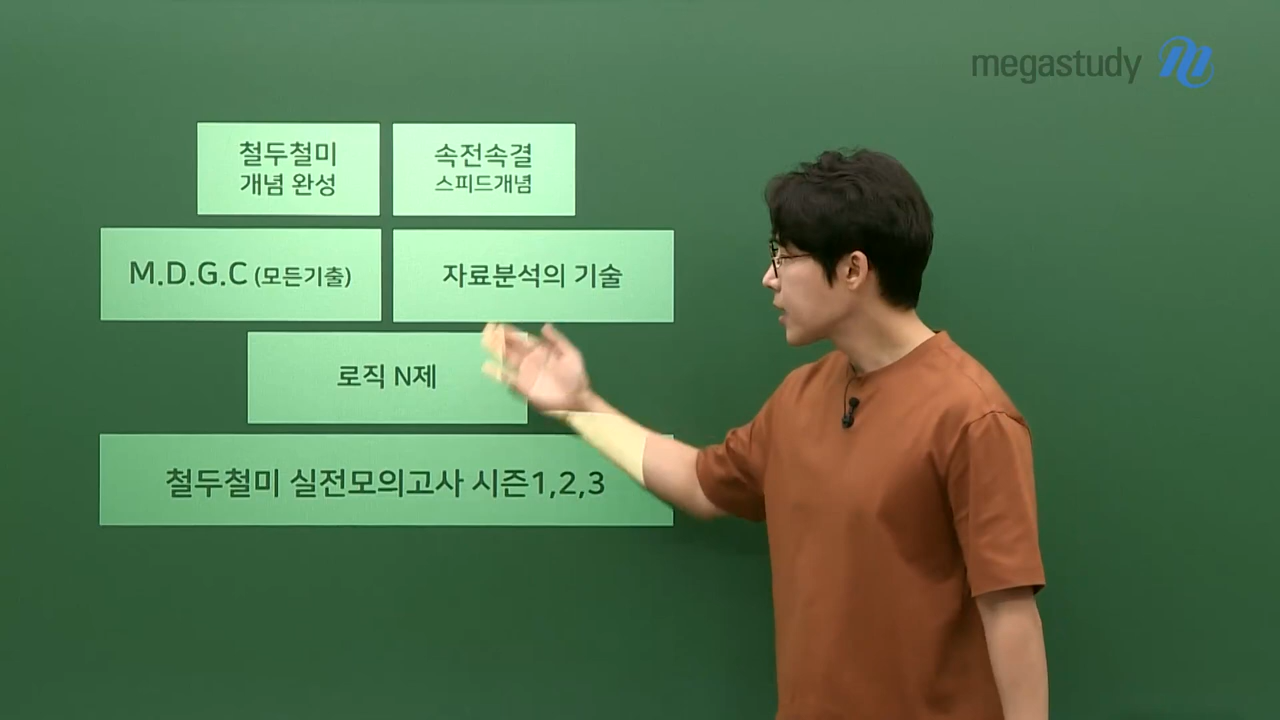 megastudy
철두철미
개념 완성
속전속결
스피드개념
M.D.G.C (모든기출)
자료분석의 기술
로직 N제
철두철미 실전모의고사 시즌1,2,3